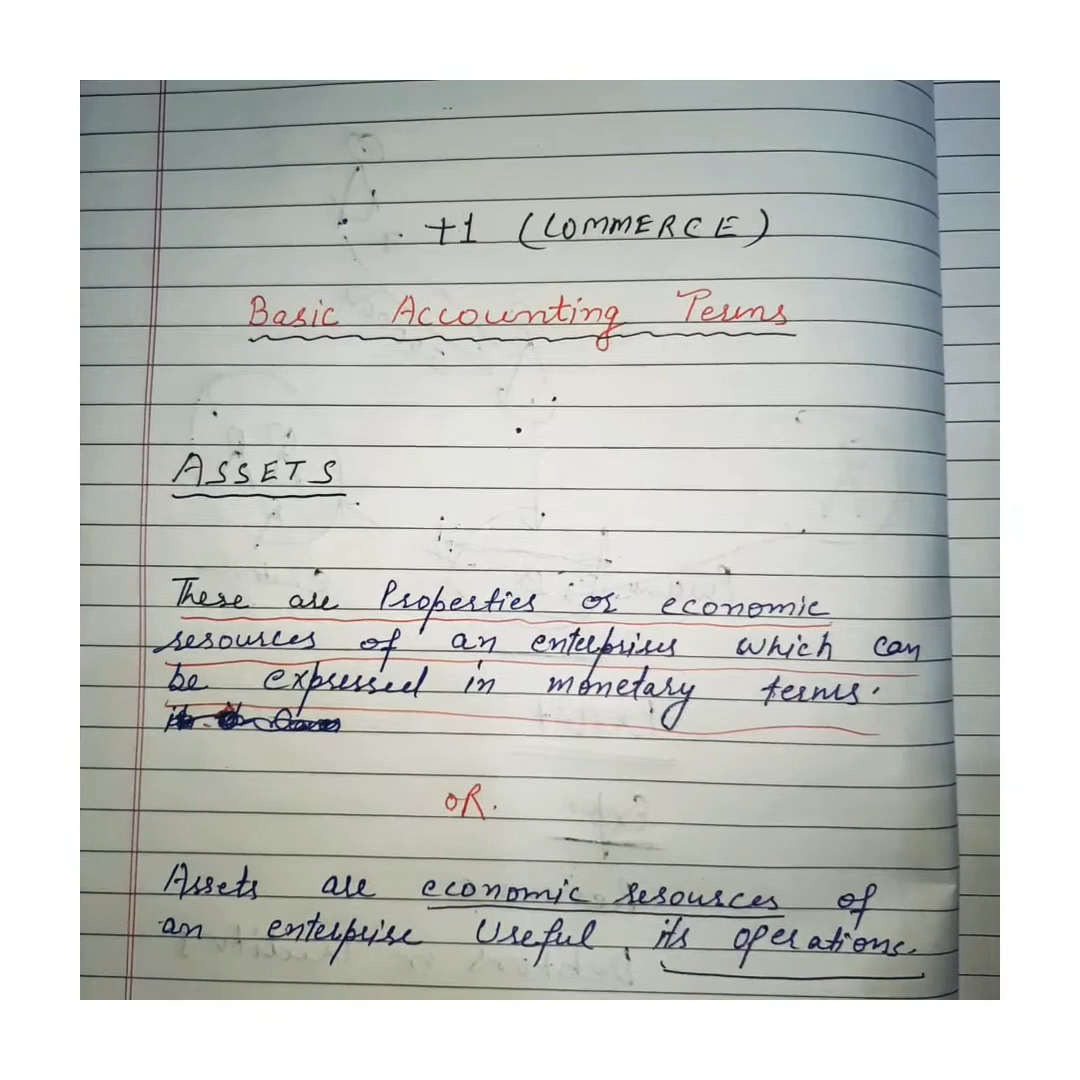 +1 (COMMERCE)
Basic Accounting Terms
ASSETS
These are Properties or economic
resources of an enterprises which can
be expressed in monetary terms.
OR.
Assets are economic resources of
an enterprise useful its operations.